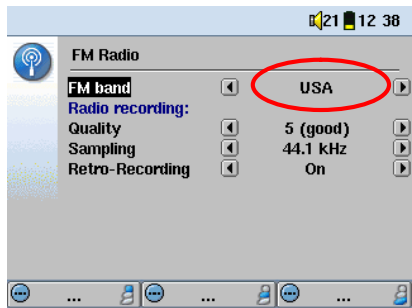 21 12 38
FM Radio
FM band USA
Radio recording:
Quality 5 (good)
Sampling 44.1 kHz
Retro-Recording On
... ... ...